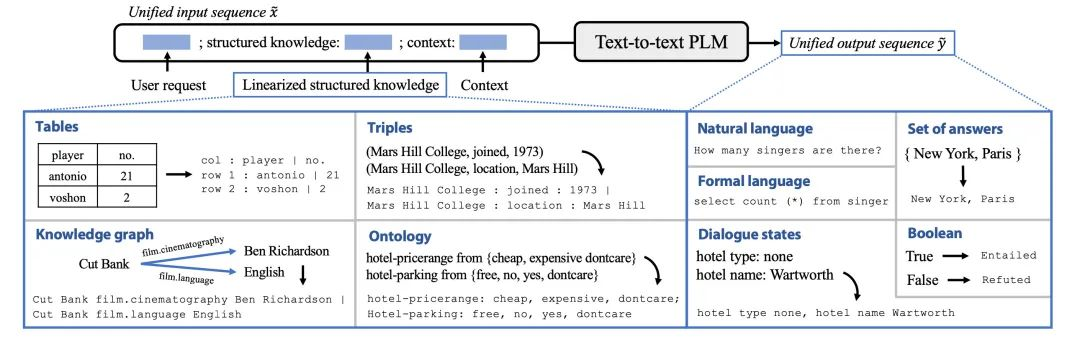 Unified input sequence x̃
; structured knowledge: ; context:
Text-to-text PLM
Unified output sequence ỹ
User request
Linearized structured knowledge
Context
Tables
player no.
antonio 21
voshon 2
col : player | no.
row 1 : antonio | 21
row 2 : voshon | 2
Triples
(Mars Hill College, joined, 1973)
(Mars Hill College, location, Mars Hill)
Mars Hill College : joined : 1973 |
Mars Hill College : location : Mars Hill
Knowledge graph
film.cinematography
Cut Bank
Ben Richardson
film.language
English
Cut Bank film.cinematography Ben Richardson |
Cut Bank film.language English
Ontology
hotel-pricerange from {cheap, expensive dontcare}
hotel-parking from {free, no, yes, dontcare}
hotel-pricerange: cheap, expensive, dontcare;
Hotel-parking: free, no, yes, dontcare
Natural language
How many singers are there?
Formal language
select count (*) from singer
Set of answers
{ New York, Paris }
New York, Paris
Dialogue states
hotel type: none
hotel name: Wartworth
hotel type none, hotel name Wartworth
Boolean
True Entailed
False Refuted